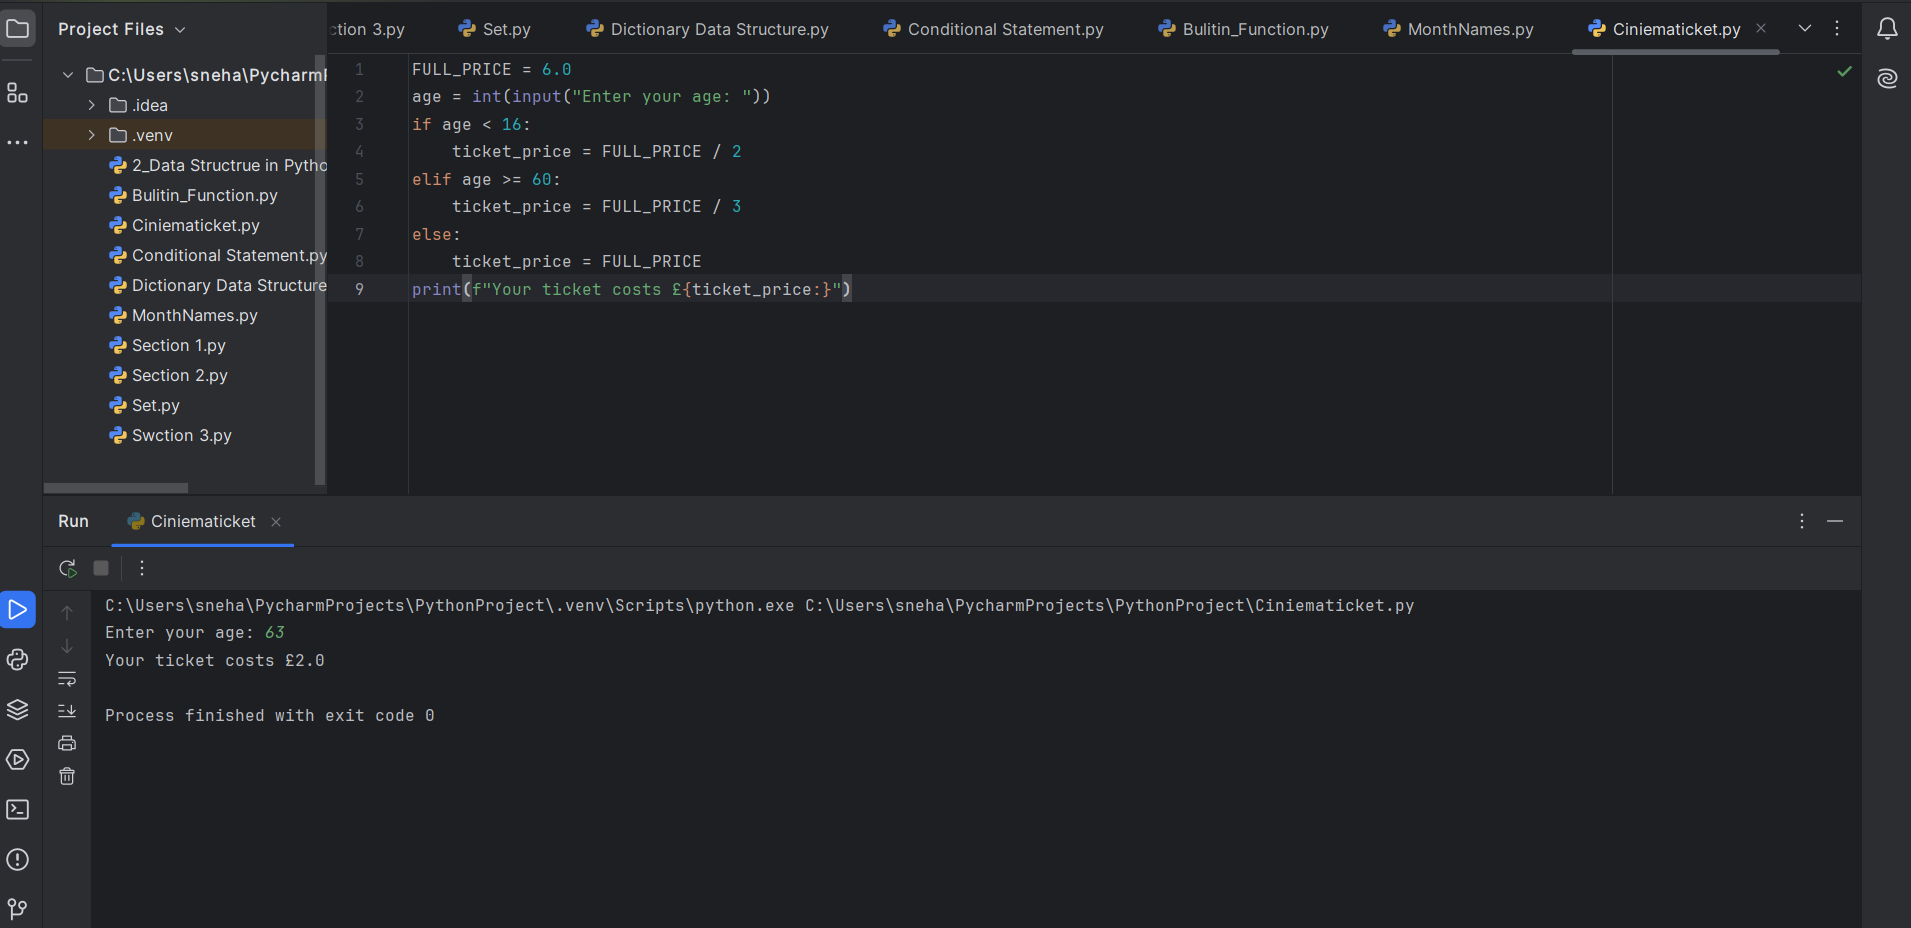 Project Files
C:\Users\sneha\Pycharm
.idea
.venv
2_Data Structrue in Pytho
Bulitin_Function.py
Ciniematicket.py
Conditional Statement.py
Dictionary Data Structure
MonthNames.py
Section 1.py
Section 2.py
Set.py
Swction 3.py
ction 3.py
Set.py
Dictionary Data Structure.py
Conditional Statement.py
Bulitin_Function.py
MonthNames.py
Ciniematicket.py
1 FULL_PRICE = 6.0
2 age = int(input("Enter your age: "))
3 if age < 16:
4 ticket_price = FULL_PRICE / 2
5 elif age >= 60:
6 ticket_price = FULL_PRICE / 3
7 else:
8 ticket_price = FULL_PRICE
9 print(f"Your ticket costs £{ticket_price:}")
Run
Ciniematicket
C:\Users\sneha\PycharmProjects\PythonProject\.venv\Scripts\python.exe C:\Users\sneha\PycharmProjects\PythonProject\Ciniematicket.py
Enter your age: 63
Your ticket costs £2.0
Process finished with exit code 0